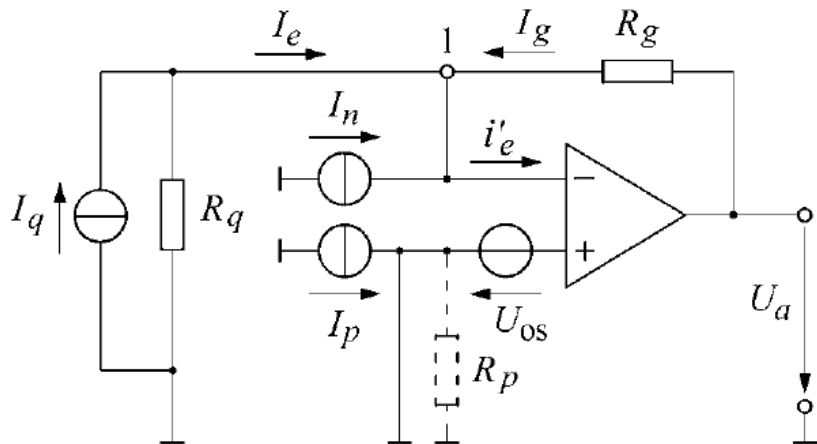 I_e
1
I_g
R_g
I_n
i'_e
−
I_q
R_q
+
I_p
U_os
R_p
U_a